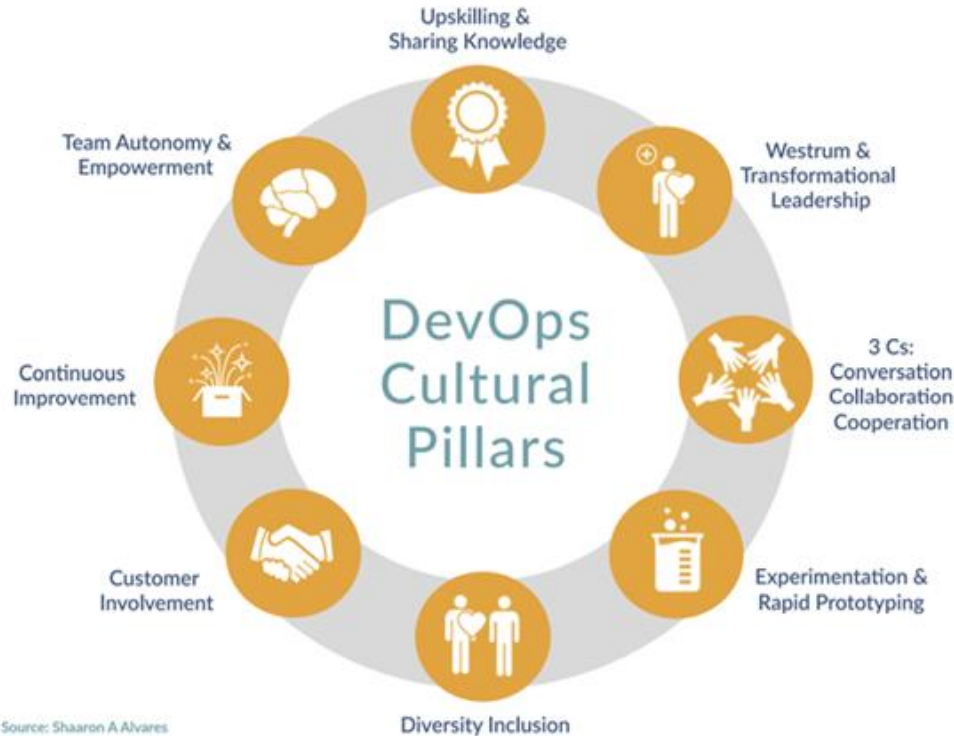 Upskilling &
Sharing Knowledge
Westrum &
Transformational
Leadership
3 Cs:
Conversation
Collaboration
Cooperation
Experimentation &
Rapid Prototyping
Diversity Inclusion
Customer
Involvement
Continuous
Improvement
Team Autonomy &
Empowerment
DevOps
Cultural
Pillars
Source: Shaaron A Alvares